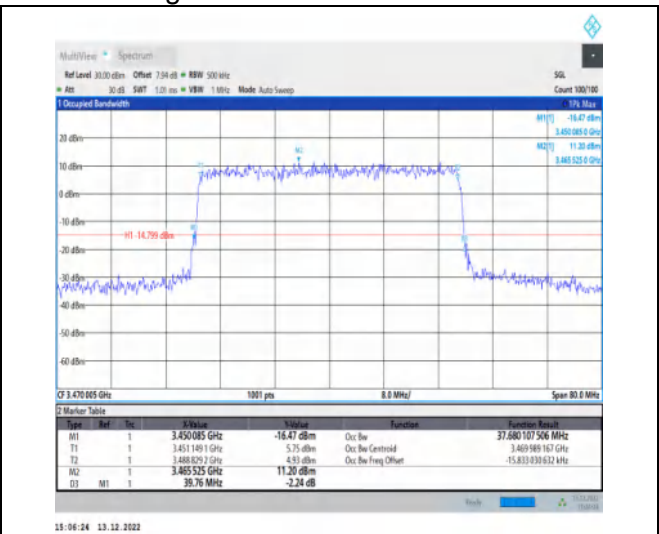 MultiView Spectrum
Ref Level 30.00 dBm Offset 7.94 dB RBW 500 kHz SGL
Att 30 dB SWT 1.01 ms VBW 1 MHz Mode Auto Sweep Count 100/100
1 Occupied Bandwidth 1Pk Max
M1[1] -16.47 dBm
3.450 085 0 GHz
M2[1] 11.20 dBm
3.465 525 0 GHz
20 dBm
M2
10 dBm
0 dBm
-10 dBm
H1 -14.799 dBm
-20 dBm
-30 dBm
-40 dBm
-50 dBm
-60 dBm
CF 3.470 005 GHz 1001 pts 8.0 MHz/ Span 80.0 MHz
2 Marker Table
Type Ref Trc X-Value Y-Value Function Function Result
M1 1 3.450 085 GHz -16.47 dBm Occ Bw 37.680 107 506 MHz
T1 1 3.451 149 1 GHz 5.75 dBm Occ Bw Centroid 3.469 989 167 GHz
T2 1 3.488 829 2 GHz 4.93 dBm Occ Bw Freq Offset -15.833 030 632 kHz
M2 1 3.465 525 GHz 11.20 dBm
D3 M1 1 39.76 MHz -2.24 dB
15:06:24 13.12.2022